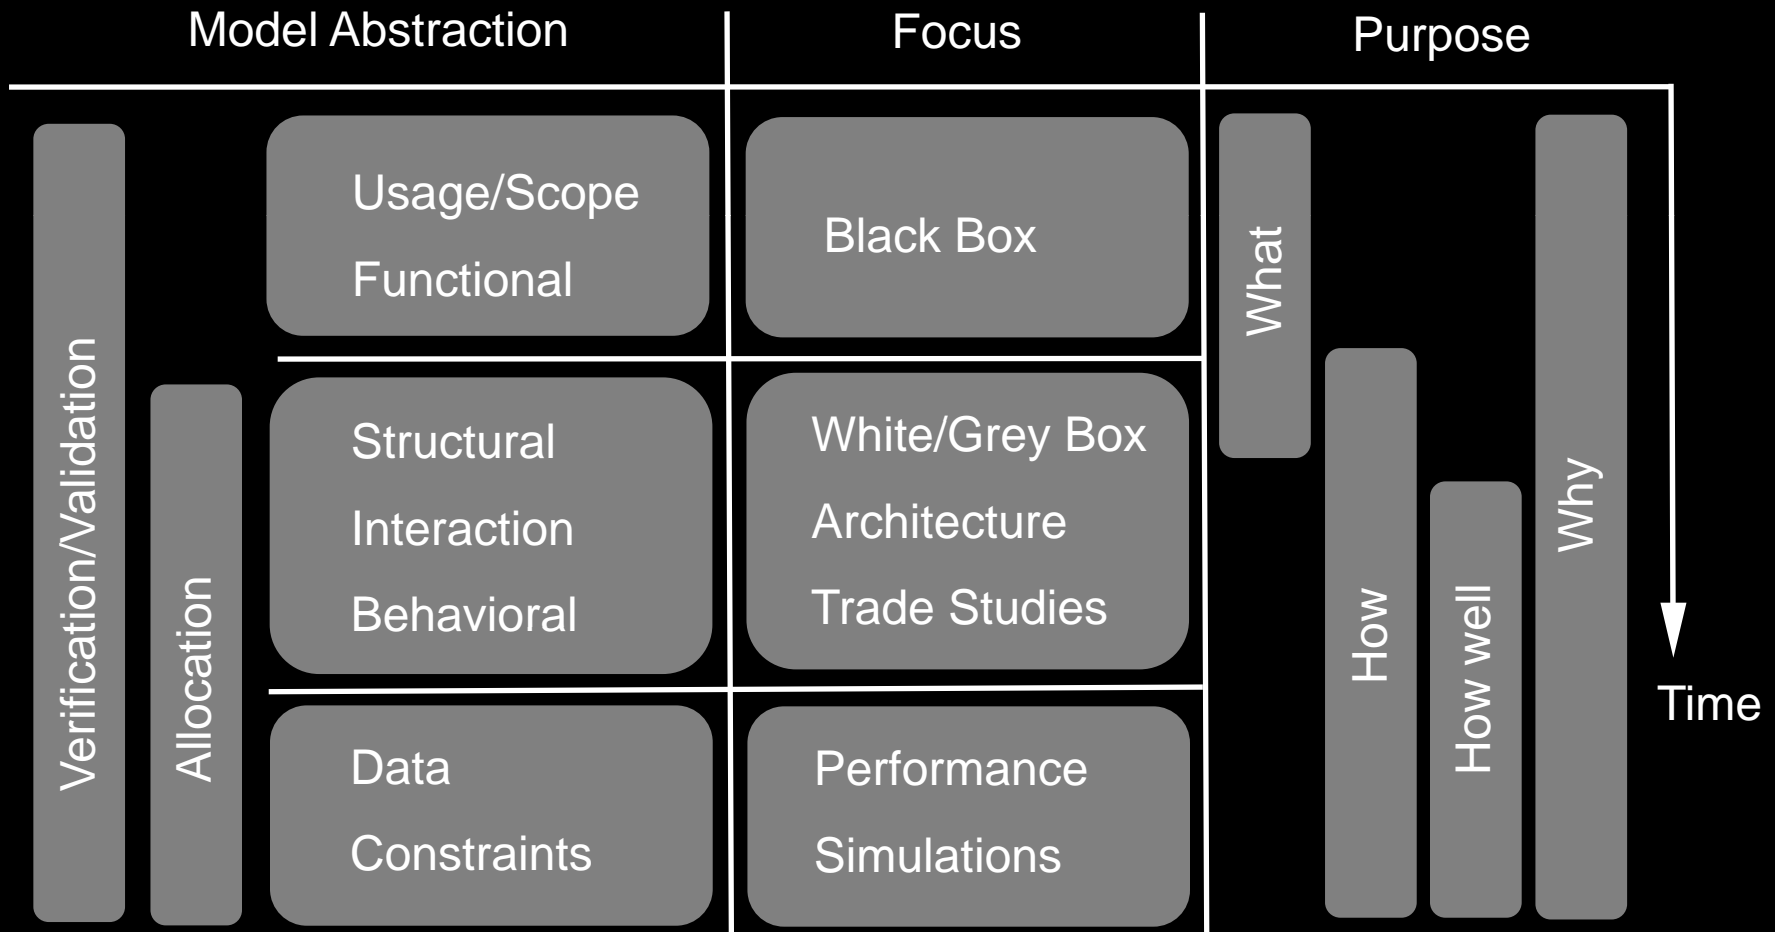 Model Abstraction
Focus
Purpose
Verification/Validation
Allocation
Usage/Scope
Functional
Black Box
Structural
Interaction
Behavioral
White/Grey Box
Architecture
Trade Studies
Data
Constraints
Performance
Simulations
What
How
How well
Why
Time